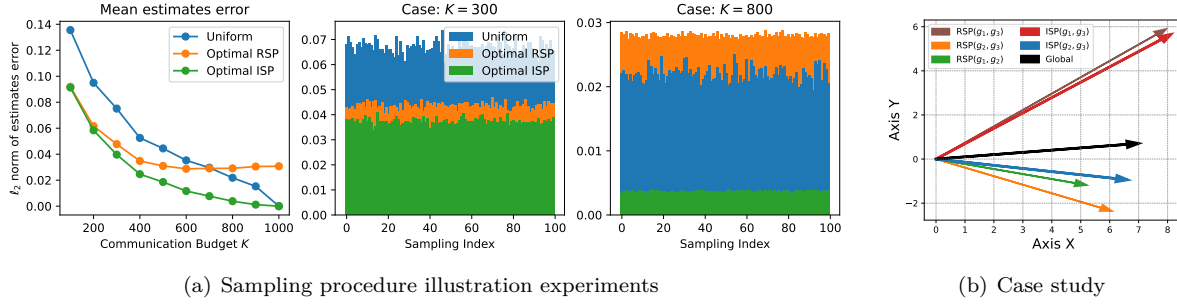 Mean estimates error
ℓ2 norm of estimates error
0.14
0.12
0.10
0.08
0.06
0.04
0.02
0.00
Uniform
Optimal RSP
Optimal ISP
200
400
600
800
1000
Communication Budget K
Case: K = 300
0.07
0.06
0.05
0.04
0.03
0.02
0.01
0.00
Uniform
Optimal RSP
Optimal ISP
0
20
40
60
80
100
Sampling Index
Case: K = 800
0.03
0.02
0.01
0.00
0
20
40
60
80
100
Sampling Index
(a) Sampling procedure illustration experiments
RSP(g1, g3)
RSP(g2, g3)
RSP(g1, g2)
ISP(g1, g3)
ISP(g2, g3)
Global
Axis Y
6
4
2
0
−2
0
1
2
3
4
5
6
7
8
Axis X
(b) Case study